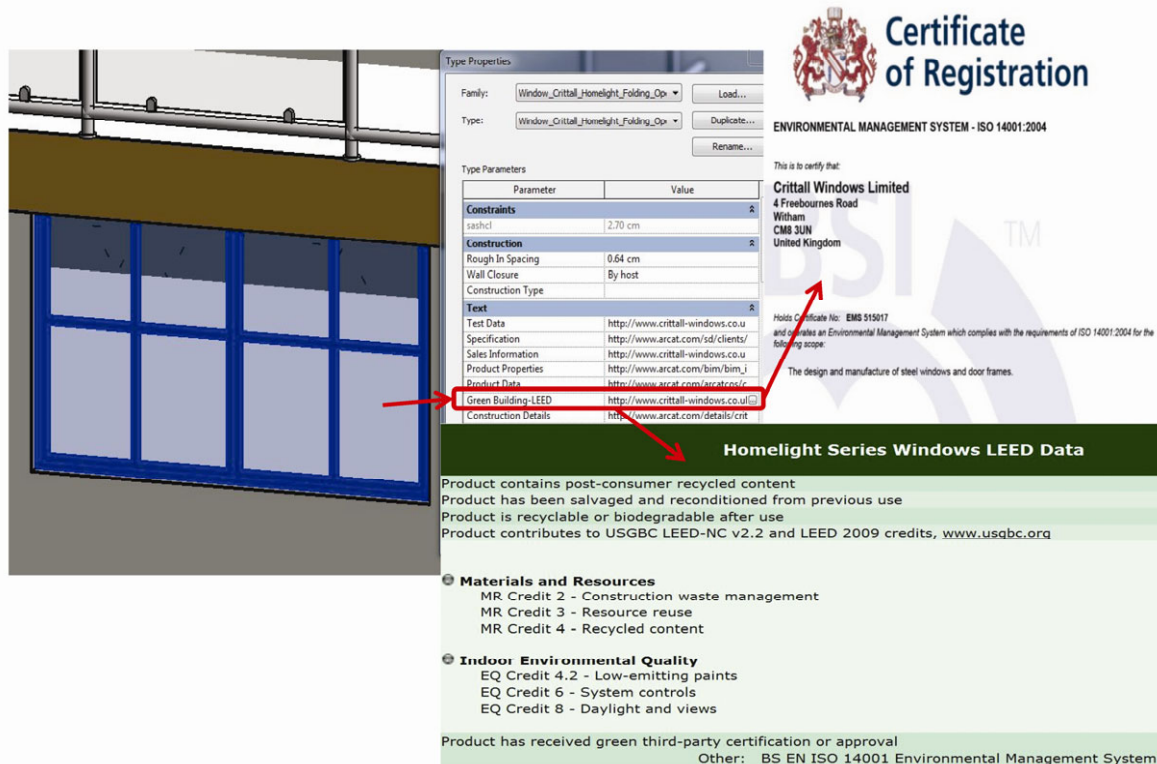 Type Properties
Family:
Window_Crittall_Homelight_Folding_Op
Load...
Type:
Window_Crittall_Homelight_Folding_Op
Duplicate...
Rename...
Type Parameters
Parameter Value
Constraints
sashcl 2.70 cm
Construction
Rough In Spacing 0.64 cm
Wall Closure By host
Construction Type
Text
Test Data http://www.crittall-windows.co.u
Specification http://www.arcat.com/sd/clients/
Sales Information http://www.crittall-windows.co.u
Product Properties http://www.arcat.com/bim/bim_i
Product Data http://www.arcat.com/arcatcos/c
Green Building-LEED http://www.crittall-windows.co.ul
Construction Details http://www.arcat.com/details/crit
Certificate
of Registration
ENVIRONMENTAL MANAGEMENT SYSTEM - ISO 14001:2004
This is to certify that:
Crittall Windows Limited
4 Freebournes Road
Witham
CM8 3UN
United Kingdom
BSI
TM
Holds Certificate No: EMS 515017
and operates an Environmental Management System which complies with the requirements of ISO 14001:2004 for the
following scope:
The design and manufacture of steel windows and door frames.
Homelight Series Windows LEED Data
Product contains post-consumer recycled content
Product has been salvaged and reconditioned from previous use
Product is recyclable or biodegradable after use
Product contributes to USGBC LEED-NC v2.2 and LEED 2009 credits, www.usgbc.org
Materials and Resources
MR Credit 2 - Construction waste management
MR Credit 3 - Resource reuse
MR Credit 4 - Recycled content
Indoor Environmental Quality
EQ Credit 4.2 - Low-emitting paints
EQ Credit 6 - System controls
EQ Credit 8 - Daylight and views
Product has received green third-party certification or approval
Other: BS EN ISO 14001 Environmental Management System